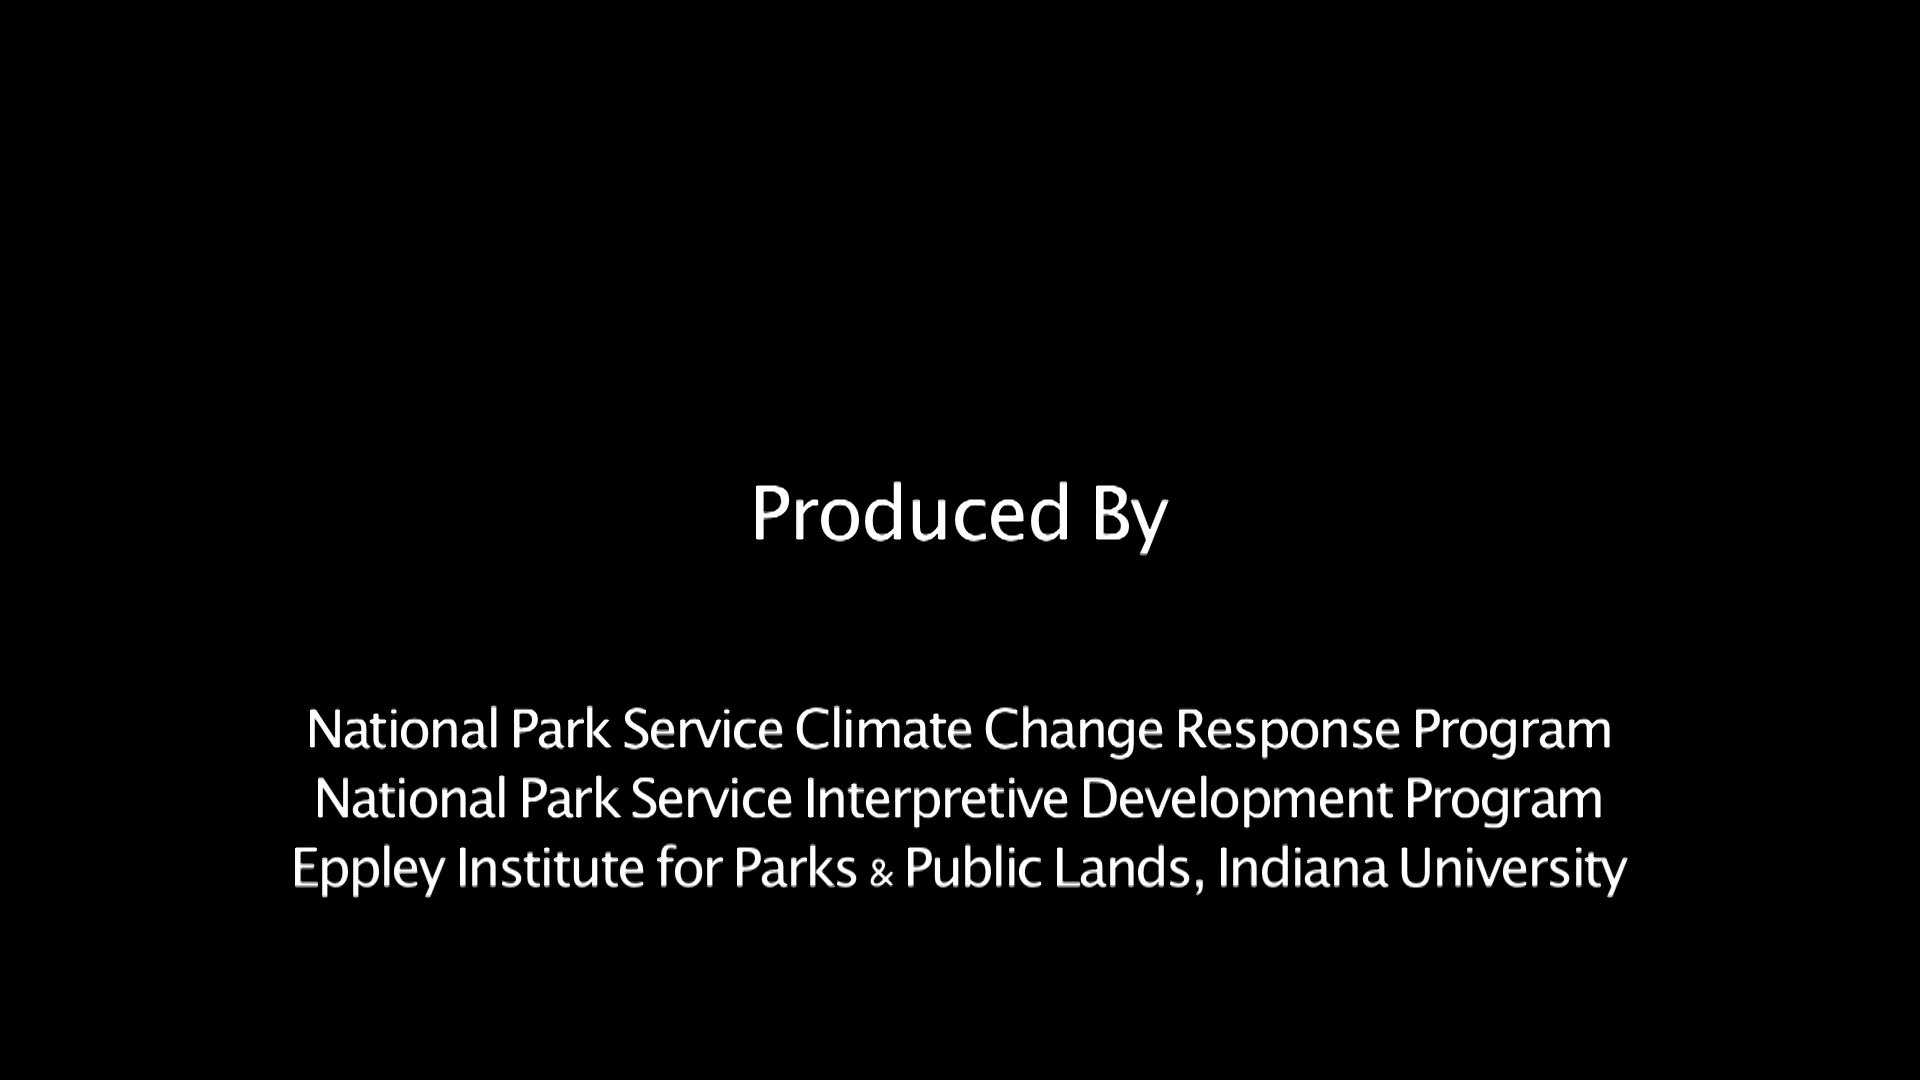 Produced By
National Park Service Climate Change Response Program
National Park Service Interpretive Development Program
Eppley Institute for Parks & Public Lands, Indiana University